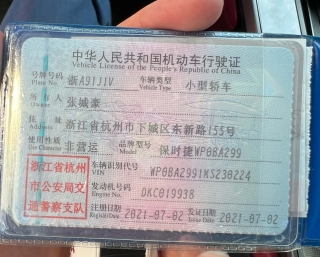 中华人民共和国机动车行驶证
Vehicle License of the People's Republic of China
号牌号码 浙A9IJ1V 车辆类型 小型轿车
Plate No. Vehicle Type
所有人 张城豪
Owner
住址 浙江省杭州市下城区东新路155号
Address
使用性质 非营运 品牌型号 保时捷WP0BA299
Use Character Model
浙江省杭州 车辆识别代号 WP0BA2991KS230224
VIN
市公安局交 发动机号码 DKC019938
Engine No.
通警察支队 注册日期 2021-07-02 发证日期 2021-07-02
Register Date Issue Date